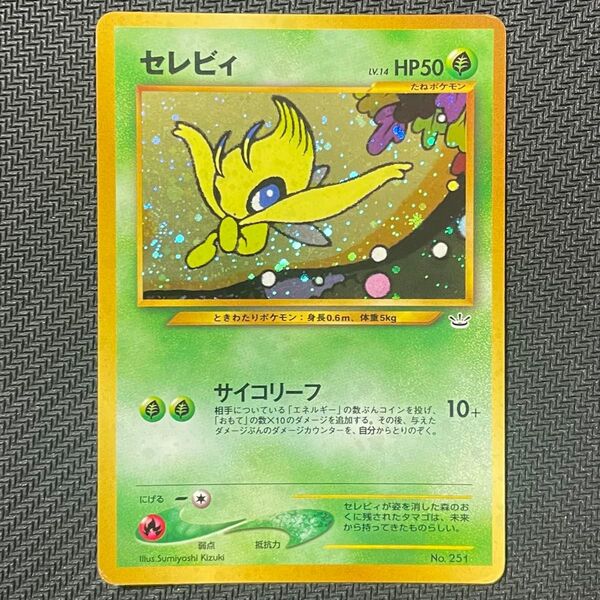 セレビィ LV.14 HP50
たねポケモン
ときわたりポケモン：身長0.6m、体重5kg
サイコリーフ 10+
相手についている「エネルギー」の数ぶんコインを投げ、
「おもて」の数×10のダメージを追加する。その後、与えた
ダメージぶんのダメージカウンターを、自分からとりのぞく。
にげる
弱点 抵抗力
セレビィが姿を消した森のお
くに残されたタマゴは、未来
から持ってきたものらしい。
Illus.Sumiyoshi Kizuki
No. 251